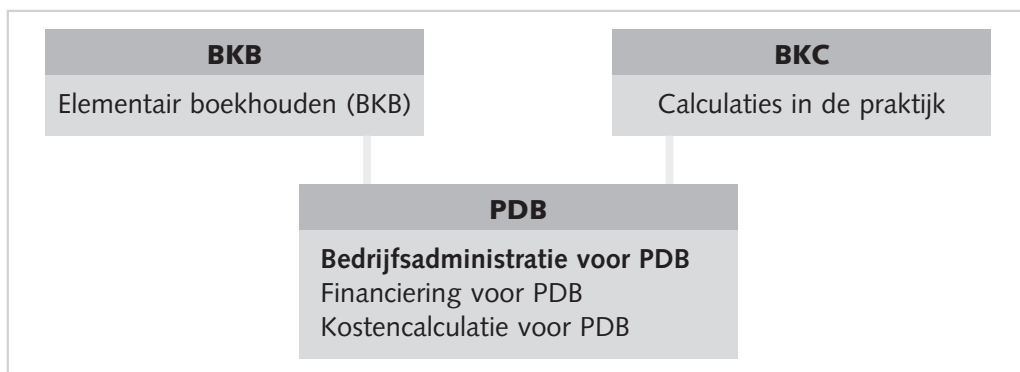 BKB
Elementair boekhouden (BKB)
BKC
Calculaties in de praktijk
PDB
Bedrijfsadministratie voor PDB
Financiering voor PDB
Kostencalculatie voor PDB